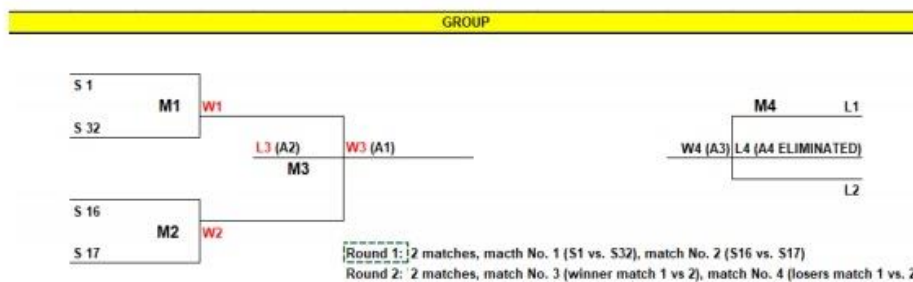 GROUP
S 1
M1 W1
S 32
L3 (A2) W3 (A1)
M3
S 16
M2 W2
S 17
M4 L1
W4 (A3) L4 (A4 ELIMINATED)
L2
Round 1: 2 matches, macth No. 1 (S1 vs. S32), match No. 2 (S16 vs. S17)
Round 2: 2 matches, match No. 3 (winner match 1 vs 2), match No. 4 (losers match 1 vs. 2